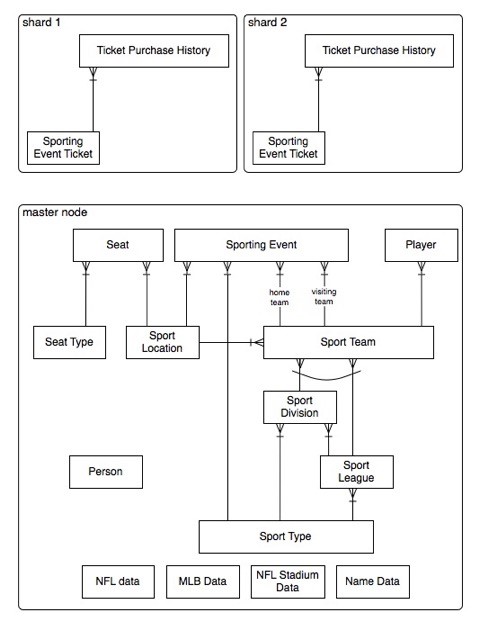 shard 1
shard 2
Ticket Purchase History
Ticket Purchase History
Sporting
Event Ticket
Sporting
Event Ticket
master node
Seat
Sporting Event
Player
home
team
visiting
team
Seat Type
Sport
Location
Sport Team
Sport
Division
Person
Sport
League
Sport Type
NFL data
MLB Data
NFL Stadium
Data
Name Data